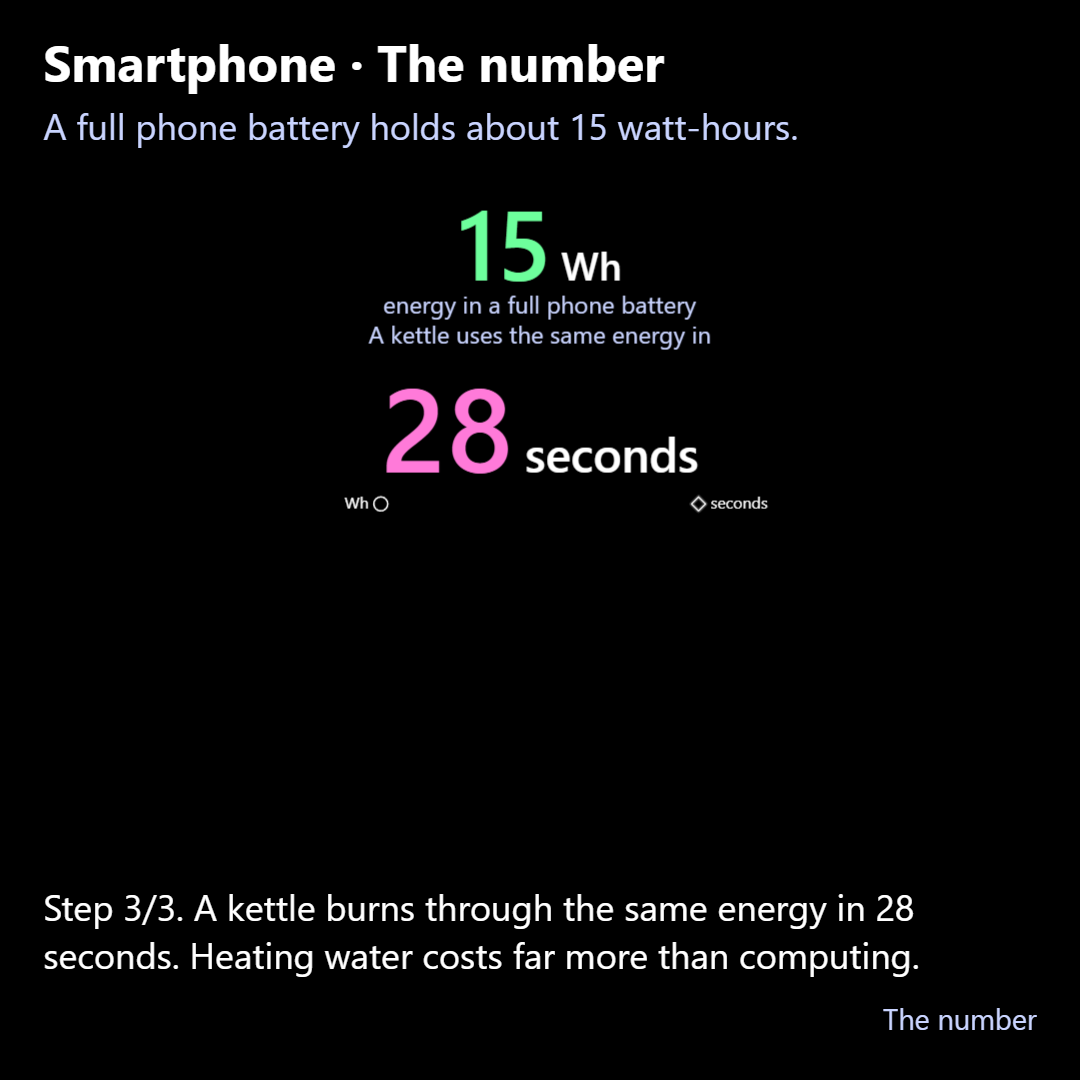 Smartphone · The number
A full phone battery holds about 15 watt-hours.
15 Wh
energy in a full phone battery
A kettle uses the same energy in
28 seconds
Wh
seconds
Step 3/3. A kettle burns through the same energy in 28
seconds. Heating water costs far more than computing.
The number